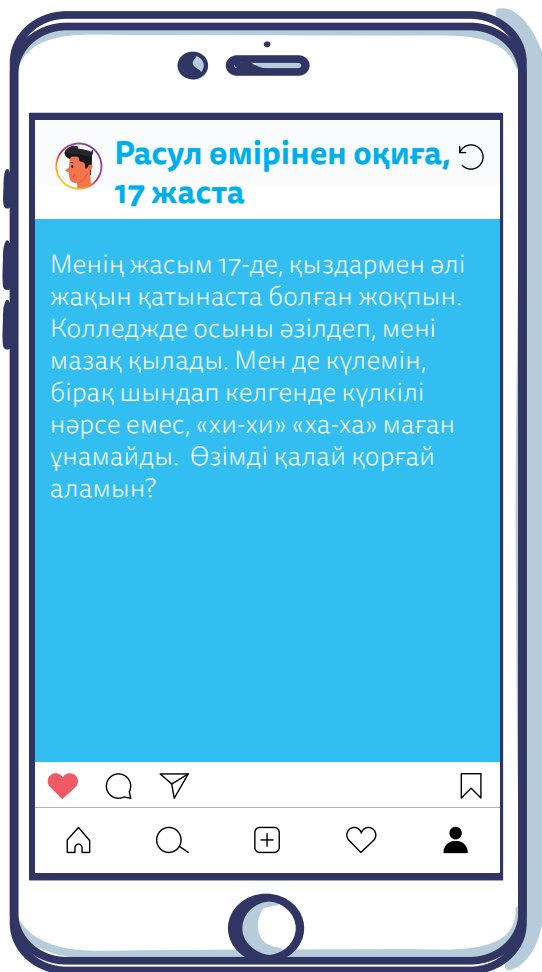 Расул өмірінен оқиға,
17 жаста
Менің жасым 17-де, қыздармен әлі
жақын қатынаста болған жоқпын.
Колледжде осыны әзілдеп, мені
мазақ қылады. Мен де күлемін,
бірақ шындап келгенде күлкілі
нәрсе емес, «хи-хи» «ха-ха» маған
ұнамайды.  Өзімді қалай қорғай
аламын?